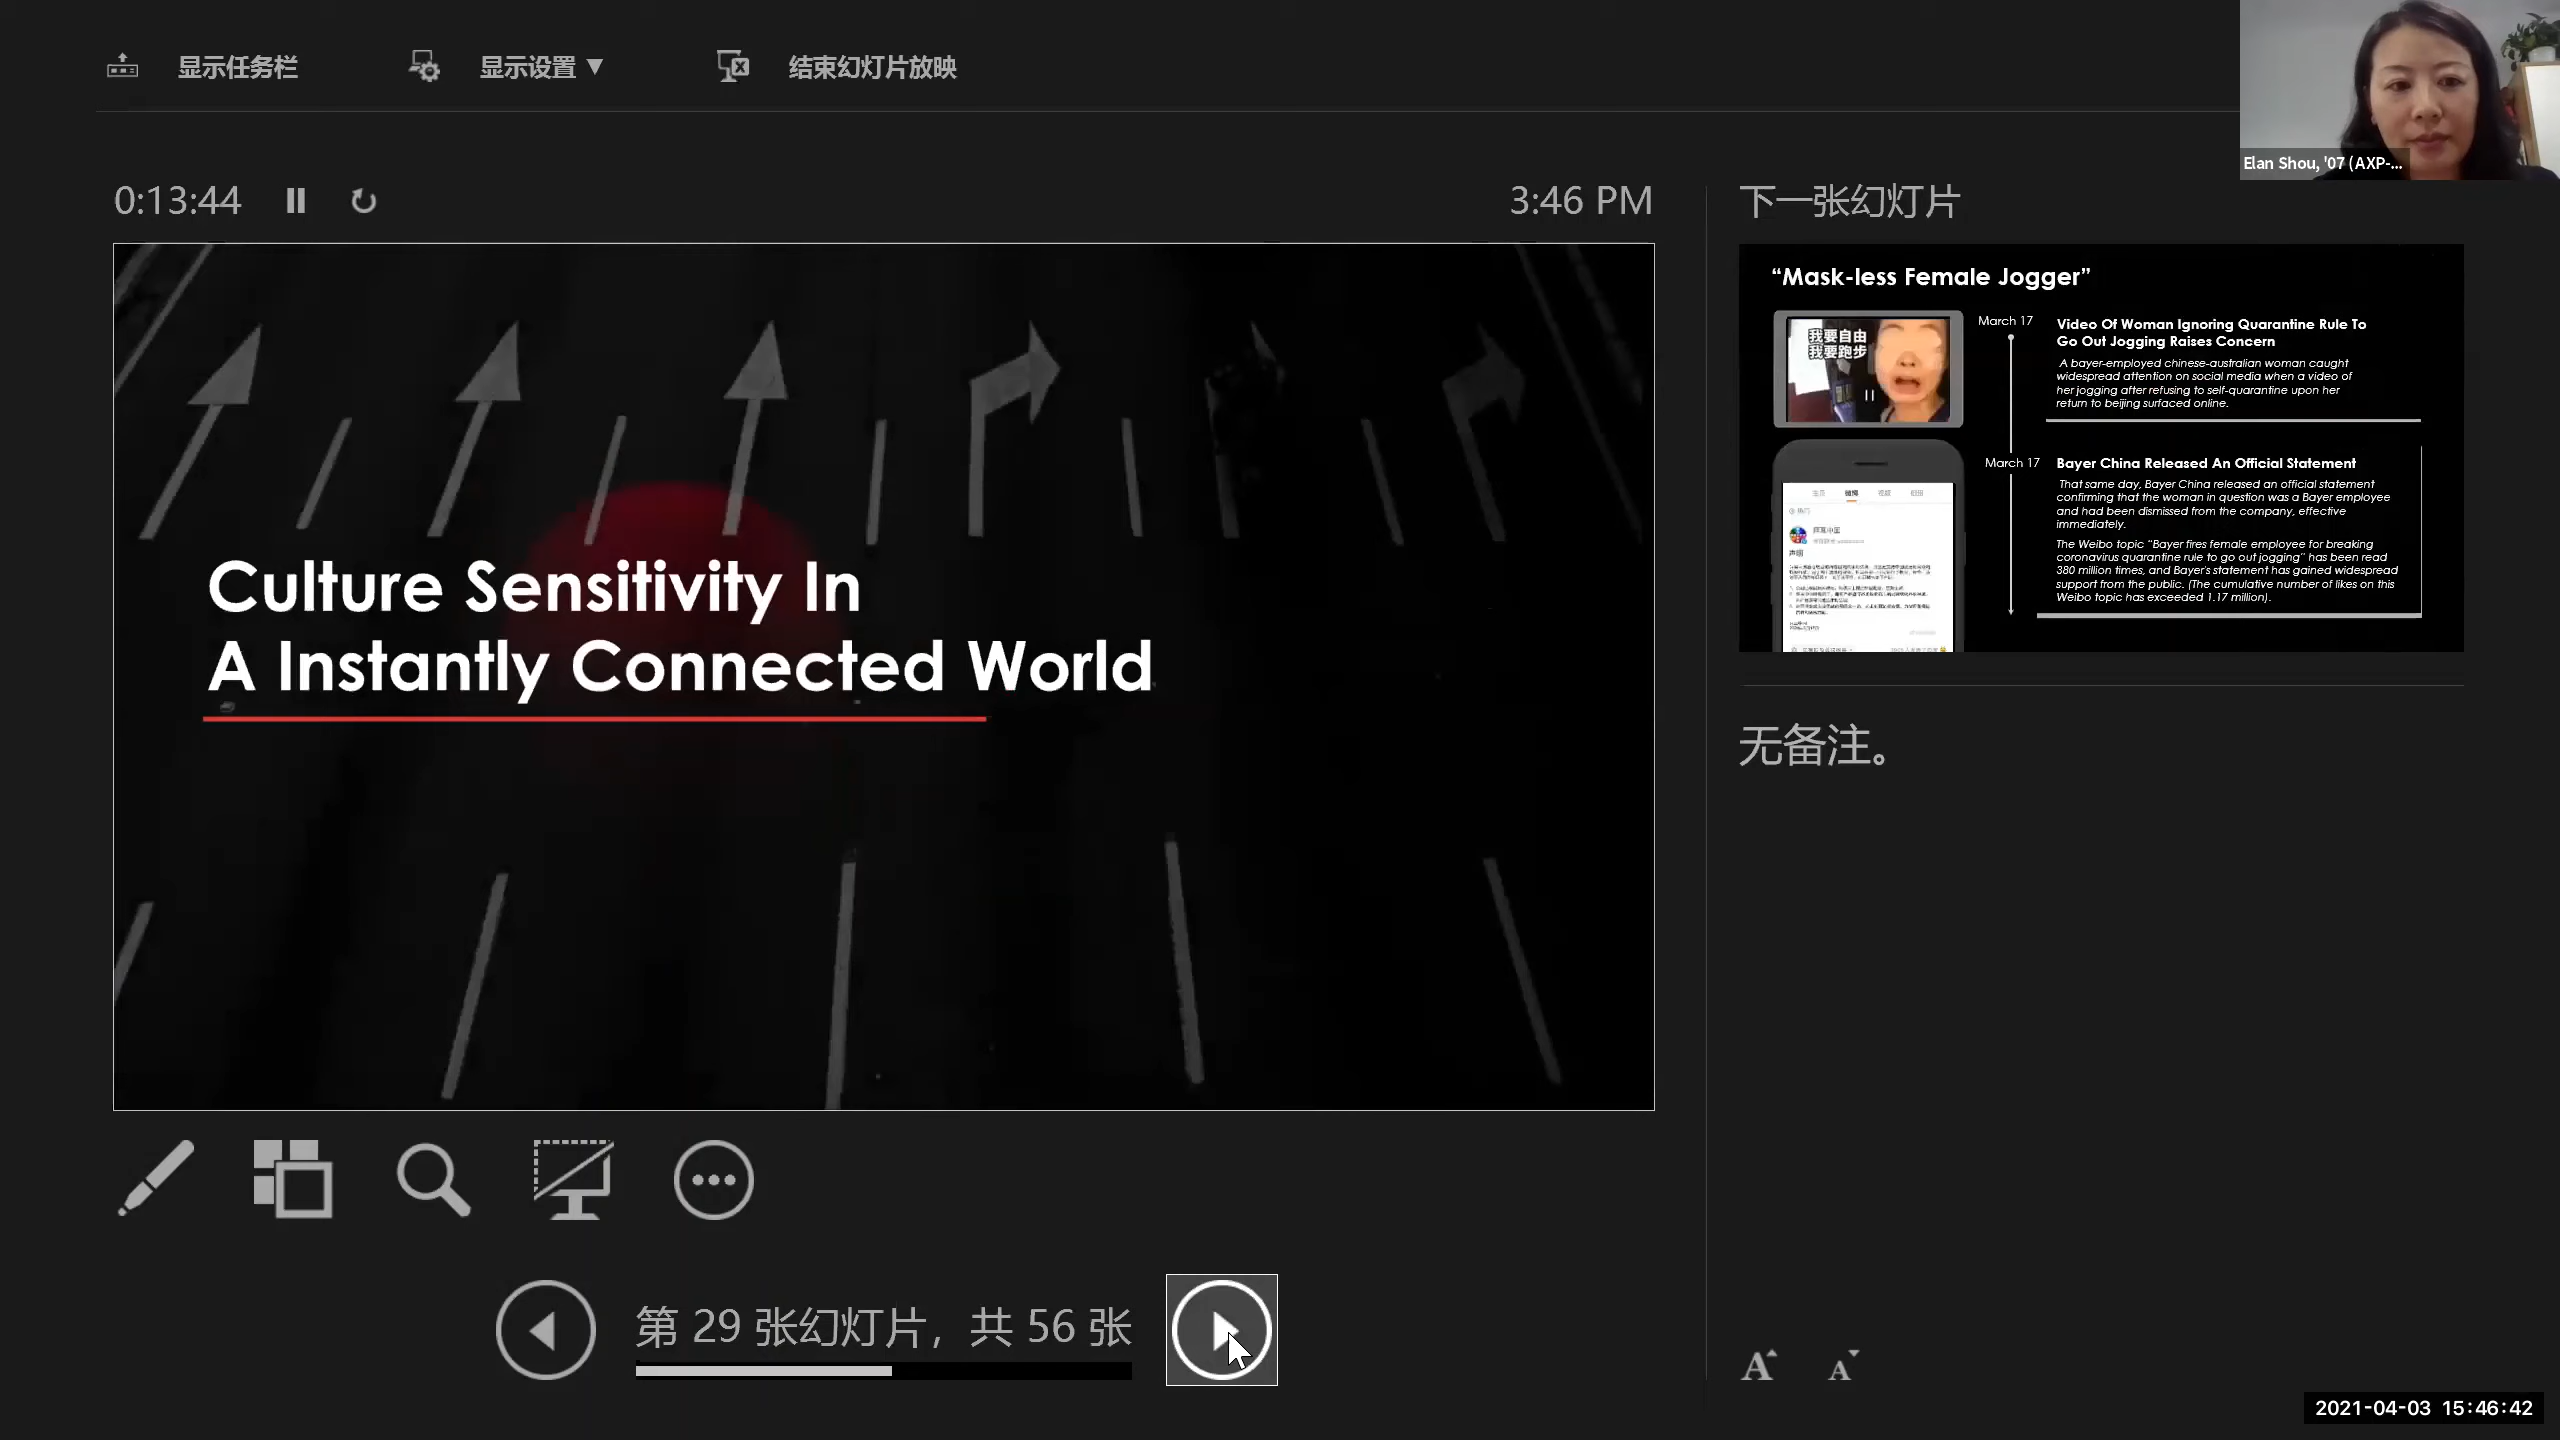 显示任务栏
显示设置 ▼
结束幻灯片放映
Elan Shou, '07 (AXP-...
0:13:44
3:46 PM
下一张幻灯片
Culture Sensitivity In
A Instantly Connected World
“Mask-less Female Jogger”
我要自由
我要跑步
March 17
Video Of Woman Ignoring Quarantine Rule To
Go Out Jogging Raises Concern
A bayer-employed chinese-australian woman caught
widespread attention on social media when a video of
her jogging after refusing to self-quarantine upon her
return to beijing surfaced online.
March 17
Bayer China Released An Official Statement
That same day, Bayer China released an official statement
confirming that the woman in question was a Bayer employee
and had been dismissed from the company, effective
immediately.
The Weibo topic “Bayer fires female employee for breaking
coronavirus quarantine rule to go out jogging” has been read
380 million times, and Bayer's statement has gained widespread
support from the public. (The cumulative number of likes on this
Weibo topic has exceeded 1.17 million).
声明
无备注。
第 29 张幻灯片，共 56 张
A A
2021-04-03 15:46:42